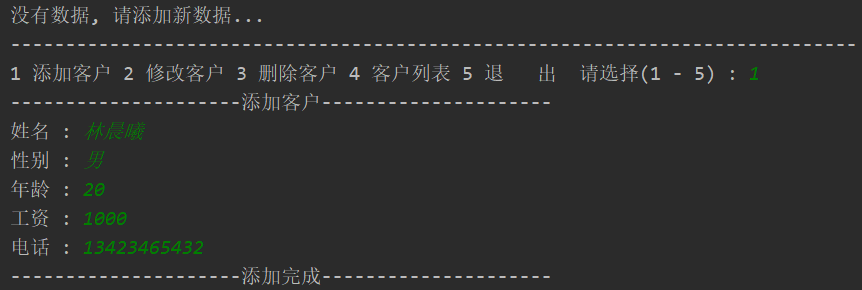 没有数据, 请添加新数据...
------------------------------------------------------------------------------
1 添加客户 2 修改客户 3 删除客户 4 客户列表 5 退   出  请选择(1 - 5) : 1
---------------------添加客户---------------------
姓名 : 林晨曦
性别 : 男
年龄 : 20
工资 : 1000
电话 : 13423465432
---------------------添加完成---------------------